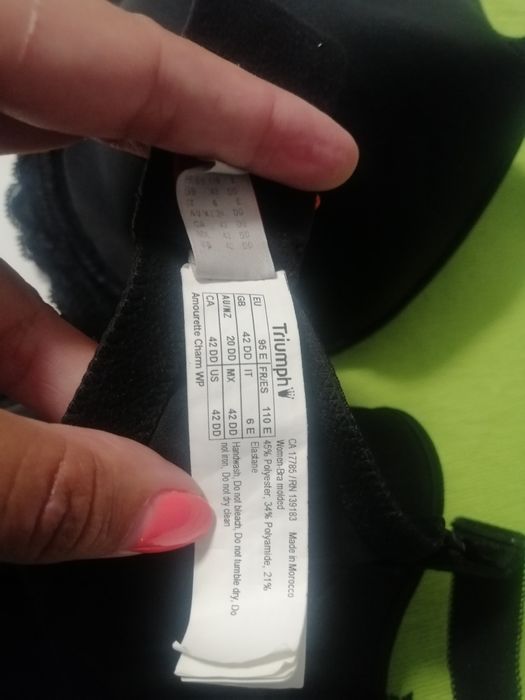 Triumph
EU 95 E FR/ES 110 E
GB 42 DD IT 6 E
AU/NZ 20 DD MX 42 DD
CA 42 DD US 42 DD
Amourette Charm WP
CA 17785 / RN 139183 Made in Morocco
Women-Bra molded
45% Polyester, 34% Polyamide, 21%
Elastane
Handwash, Do not bleach, Do not tumble dry, Do
not iron, Do not dry clean